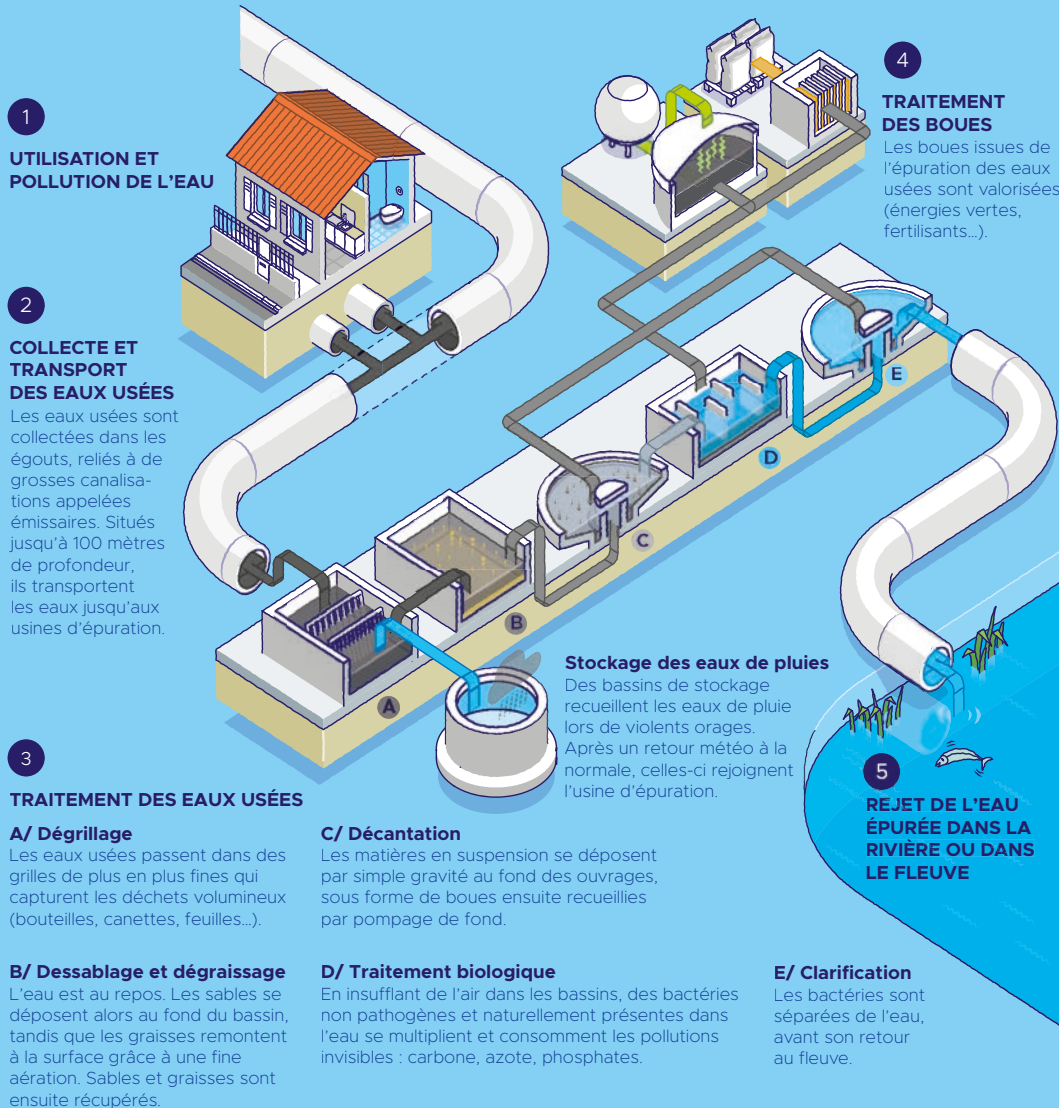 1
UTILISATION ET
POLLUTION DE L'EAU
2
COLLECTE ET
TRANSPORT
DES EAUX USÉES
Les eaux usées sont
collectées dans les
égouts, reliés à de
grosses canalisa-
tions appelées
émissaires. Situés
jusqu'à 100 mètres
de profondeur,
ils transportent
les eaux jusqu'aux
usines d'épuration.
4
TRAITEMENT
DES BOUES
Les boues issues de
l'épuration des eaux
usées sont valorisées
(énergies vertes,
fertilisants...).
E
D
C
B
A
Stockage des eaux de pluies
Des bassins de stockage
recueillent les eaux de pluie
lors de violents orages.
Après un retour météo à la
normale, celles-ci rejoignent
l'usine d'épuration.
3
TRAITEMENT DES EAUX USÉES
A/ Dégrillage
Les eaux usées passent dans des
grilles de plus en plus fines qui
capturent les déchets volumineux
(bouteilles, canettes, feuilles...).
B/ Dessablage et dégraissage
L'eau est au repos. Les sables se
déposent alors au fond du bassin,
tandis que les graisses remontent
à la surface grâce à une fine
aération. Sables et graisses sont
ensuite récupérés.
C/ Décantation
Les matières en suspension se déposent
par simple gravité au fond des ouvrages,
sous forme de boues ensuite recueillies
par pompage de fond.
D/ Traitement biologique
En insufflant de l'air dans les bassins, des bactéries
non pathogènes et naturellement présentes dans
l'eau se multiplient et consomment les pollutions
invisibles : carbone, azote, phosphates.
E/ Clarification
Les bactéries sont
séparées de l'eau,
avant son retour
au fleuve.
5
REJET DE L'EAU
ÉPURÉE DANS LA
RIVIÈRE OU DANS
LE FLEUVE